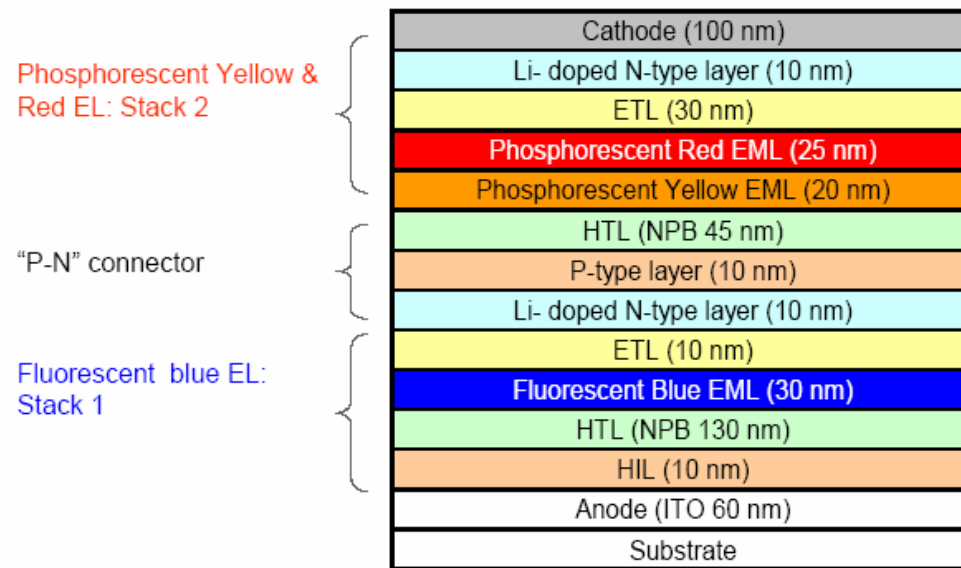 Phosphorescent Yellow &
Red EL: Stack 2
"P-N" connector
Fluorescent blue EL:
Stack 1
Cathode (100 nm)
Li- doped N-type layer (10 nm)
ETL (30 nm)
Phosphorescent Red EML (25 nm)
Phosphorescent Yellow EML (20 nm)
HTL (NPB 45 nm)
P-type layer (10 nm)
Li- doped N-type layer (10 nm)
ETL (10 nm)
Fluorescent Blue EML (30 nm)
HTL (NPB 130 nm)
HIL (10 nm)
Anode (ITO 60 nm)
Substrate